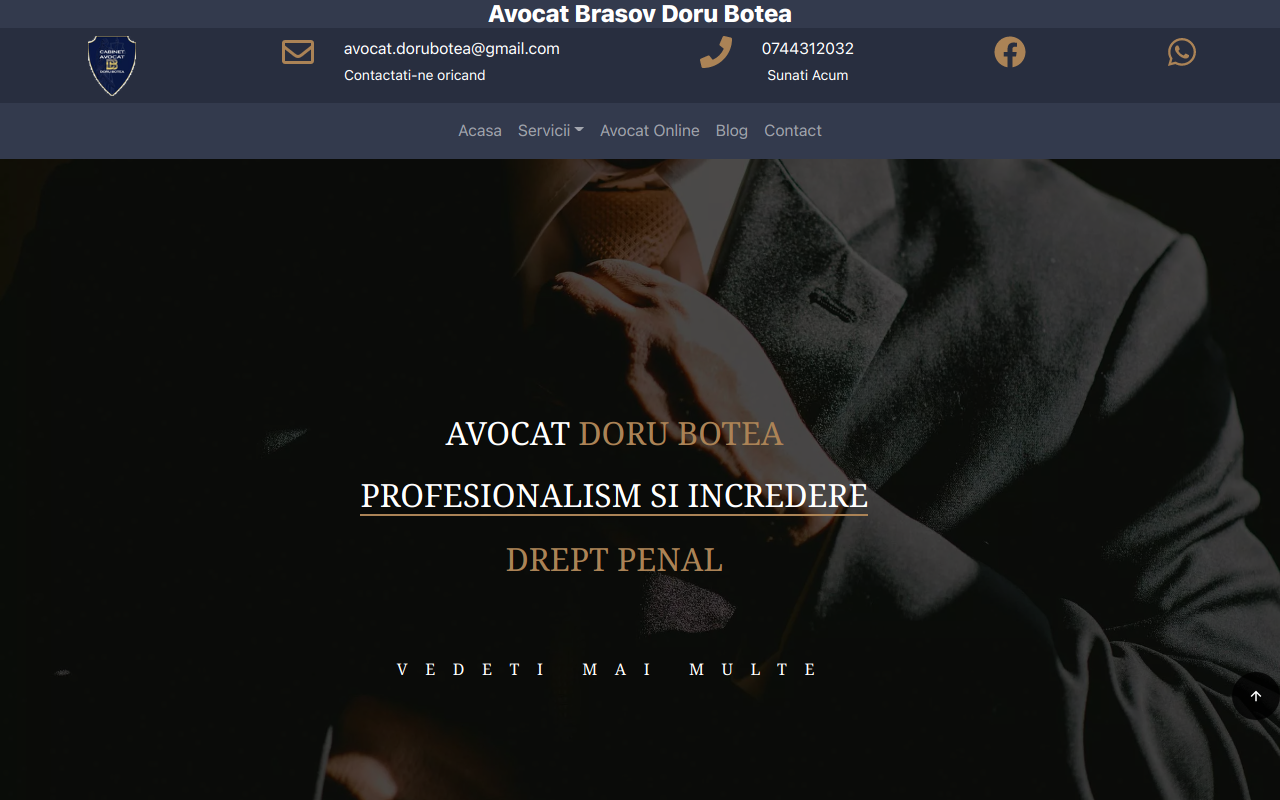 Avocat Brasov Doru Botea
CABINET
AVOCAT
DORU BOTEA
avocat.dorubotea@gmail.com
Contactati-ne oricand
0744312032
Sunati Acum
Acasa Servicii Avocat Online Blog Contact
AVOCAT DORU BOTEA
PROFESIONALISM SI INCREDERE
DREPT PENAL
VEDETI MAI MULTE